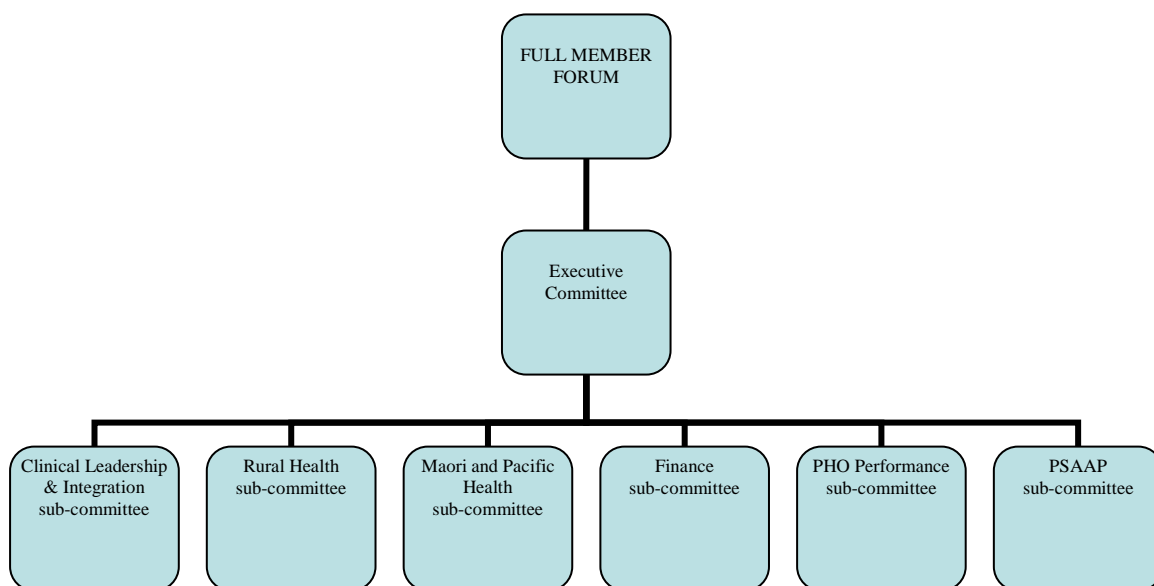 FULL MEMBER
FORUM
Executive
Committee
Clinical Leadership
& Integration
sub-committee
Rural Health
sub-committee
Maori and Pacific
Health
sub-committee
Finance
sub-committee
PHO Performance
sub-committee
PSAAP
sub-committee